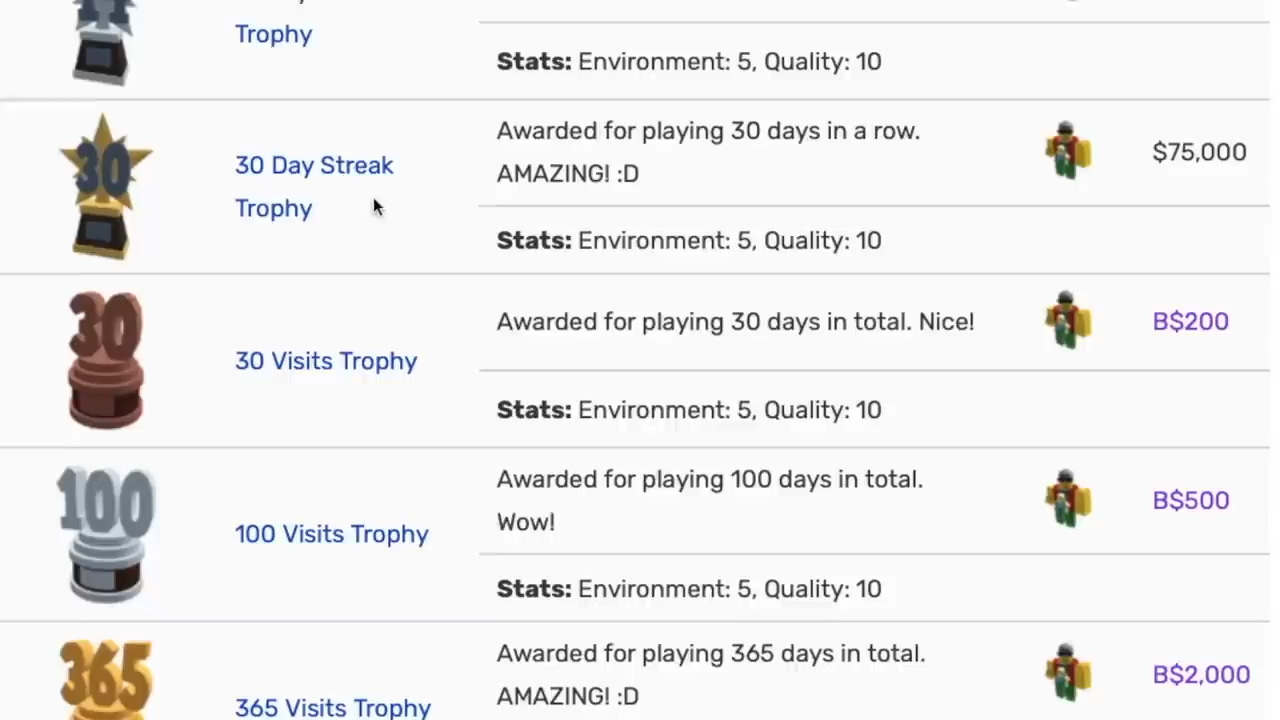 Trophy
Stats: Environment: 5, Quality: 10
30
30 Day Streak
Trophy
Awarded for playing 30 days in a row.
AMAZING! :D
$75,000
Stats: Environment: 5, Quality: 10
30
30 Visits Trophy
Awarded for playing 30 days in total. Nice!
B$200
Stats: Environment: 5, Quality: 10
100
100 Visits Trophy
Awarded for playing 100 days in total.
Wow!
B$500
Stats: Environment: 5, Quality: 10
365
365 Visits Trophy
Awarded for playing 365 days in total.
AMAZING! :D
B$2,000